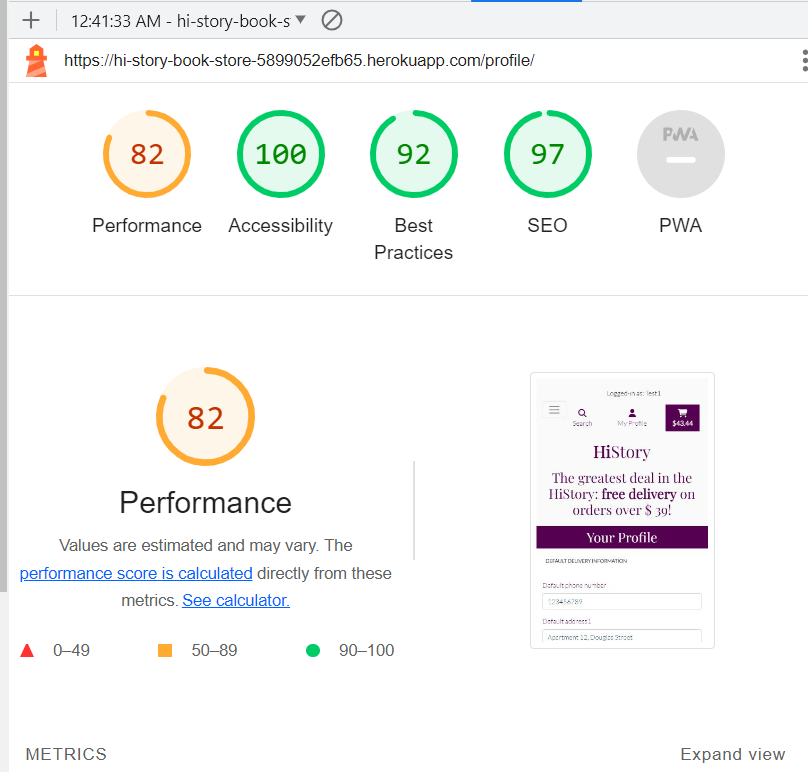 12:41:33 AM - hi-story-book-s
https://hi-story-book-store-5899052efb65.herokuapp.com/profile/
82
100
92
97
PWA
Performance
Accessibility
Best
Practices
SEO
PWA
82
Performance
Values are estimated and may vary. The
performance score is calculated directly from these
metrics. See calculator.
0–49
50–89
90–100
Logged-in as: Test1
Search
My Profile
$43.44
HiStory
The greatest deal in the
HiStory: free delivery on
orders over $ 39!
Your Profile
DEFAULT DELIVERY INFORMATION
Default phone number
123456789
Default address1
Apartment 12, Douglas Street
METRICS
Expand view